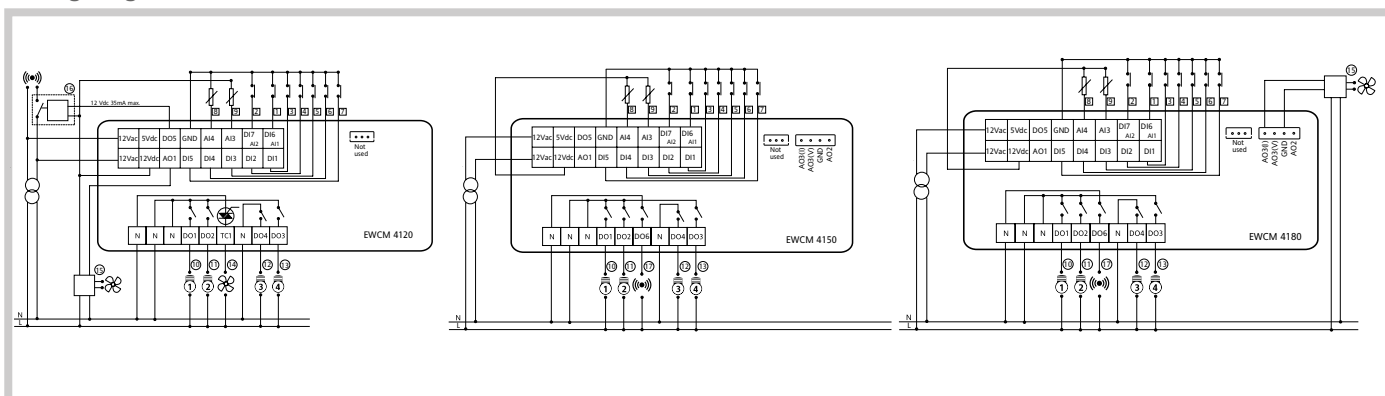 16
12 Vdc 35mA max.
8 9 2 1 3 4 5 6 7
12Vac 5Vdc DO5 GND AI4 AI3 DI7 AI2 DI6 AI1
12Vac 12Vdc AO1 DI5 DI4 DI3 DI2 DI1
Not used
N N N DO1 DO2 TC1 N DO4 DO3
EWCM 4120
15
10 11 14 12 13
1 2 3 4
N
L
8 9 2 1 3 4 5 6 7
12Vac 5Vdc DO5 GND AI4 AI3 DI7 AI2 DI6 AI1
12Vac 12Vdc AO1 DI5 DI4 DI3 DI2 DI1
Not used
AO3(I)
AO3(V)
GND
AO2
N N N DO1 DO2 DO6 N DO4 DO3
EWCM 4150
10 11 17 12 13
1 2 3 4
N
L
15
8 9 2 1 3 4 5 6 7
12Vac 5Vdc DO5 GND AI4 AI3 DI7 AI2 DI6 AI1
12Vac 12Vdc AO1 DI5 DI4 DI3 DI2 DI1
Not used
AO3(I)
AO3(V)
GND
AO2
N N N DO1 DO2 DO6 N DO4 DO3
EWCM 4180
10 11 17 12 13
1 2 3 4
N
L